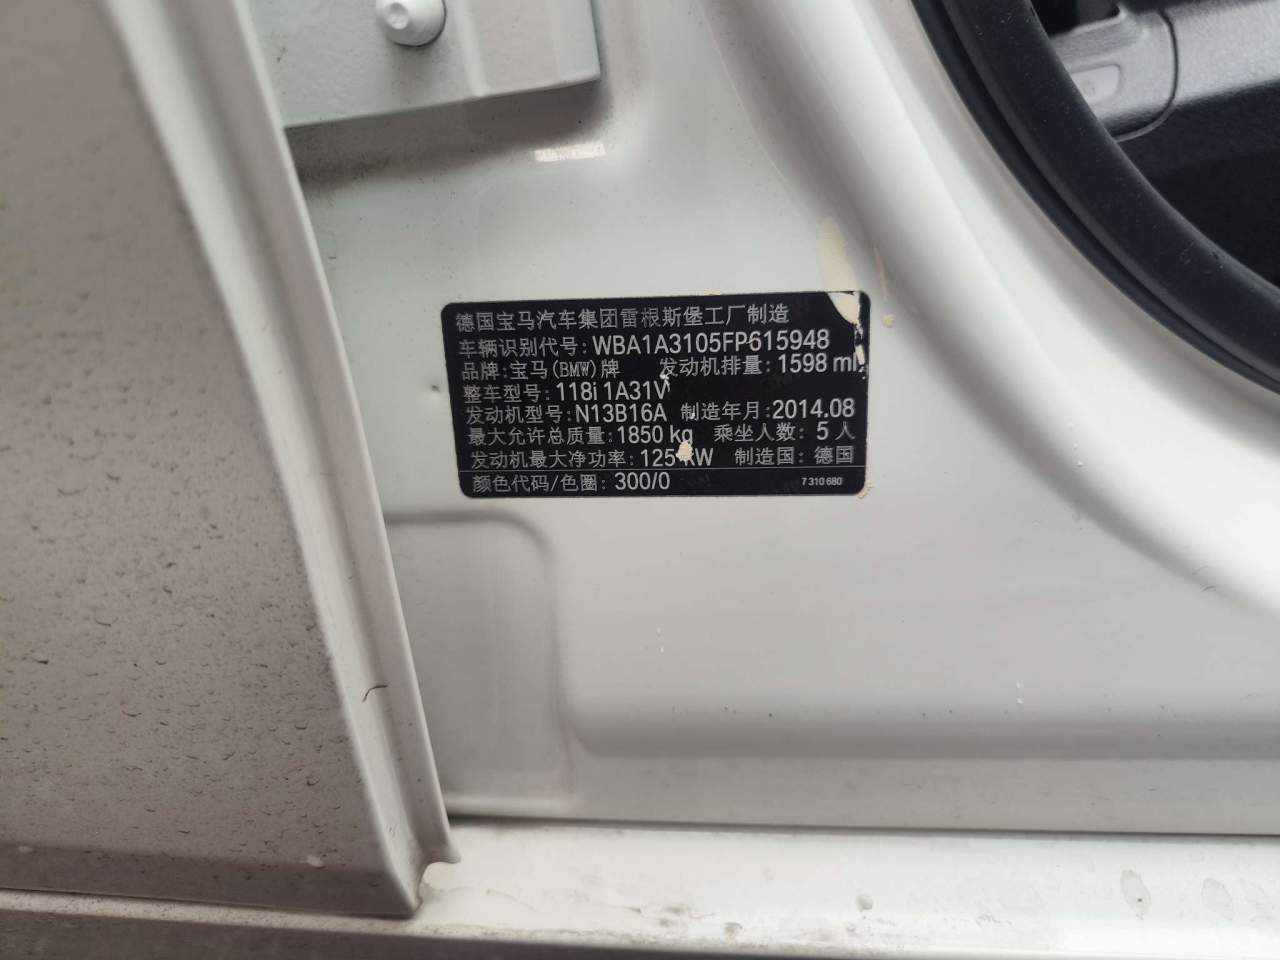 德国宝马汽车集团雷根斯堡工厂制造
车辆识别代号: WBA1A3105FP615948
品牌: 宝马(BMW)牌 发动机排量: 1598 ml
整车型号: 118i 1A31V
发动机型号: N13B16A 制造年月: 2014.08
最大允许总质量: 1850 kg 乘坐人数: 5 人
发动机最大净功率: 125 kW 制造国: 德国
颜色代码/色圈: 300/0 7 310 680